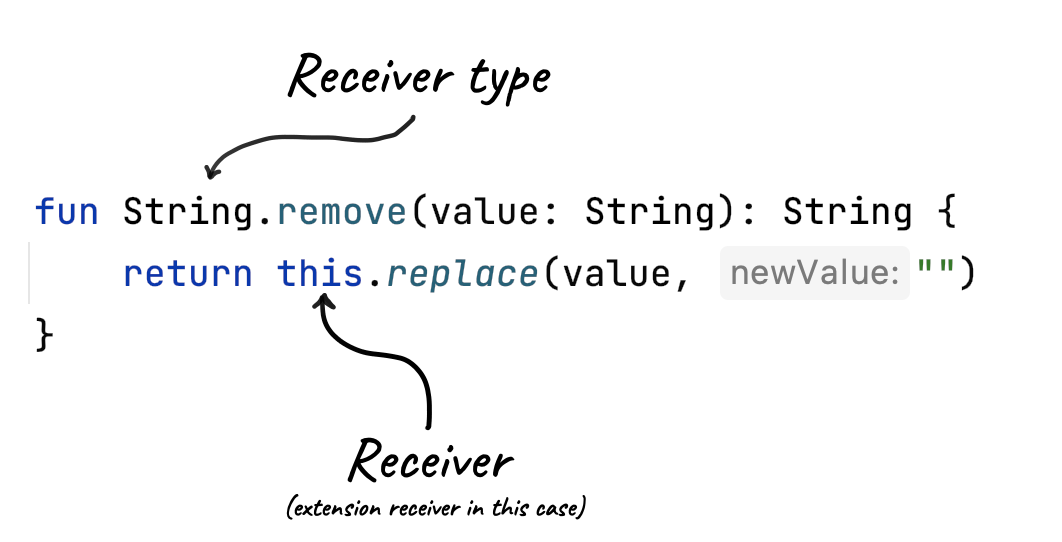 Receiver type
fun String.remove(value: String): String {
return this.replace(value, newValue: "")
}
Receiver
(extension receiver in this case)